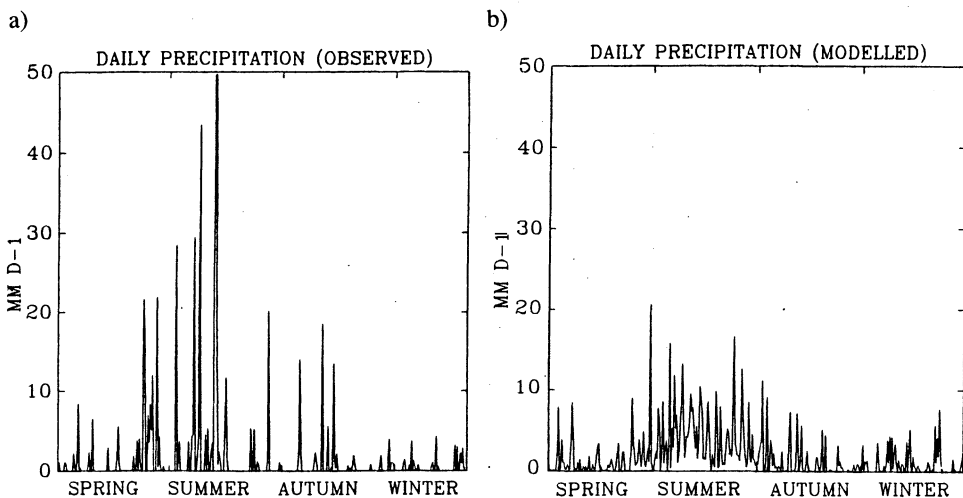 a)
DAILY PRECIPITATION (OBSERVED)
50
40
30
20
10
0
MM D-1
SPRING SUMMER AUTUMN WINTER
b)
DAILY PRECIPITATION (MODELLED)
50
40
30
20
10
0
MM D-1
SPRING SUMMER AUTUMN WINTER